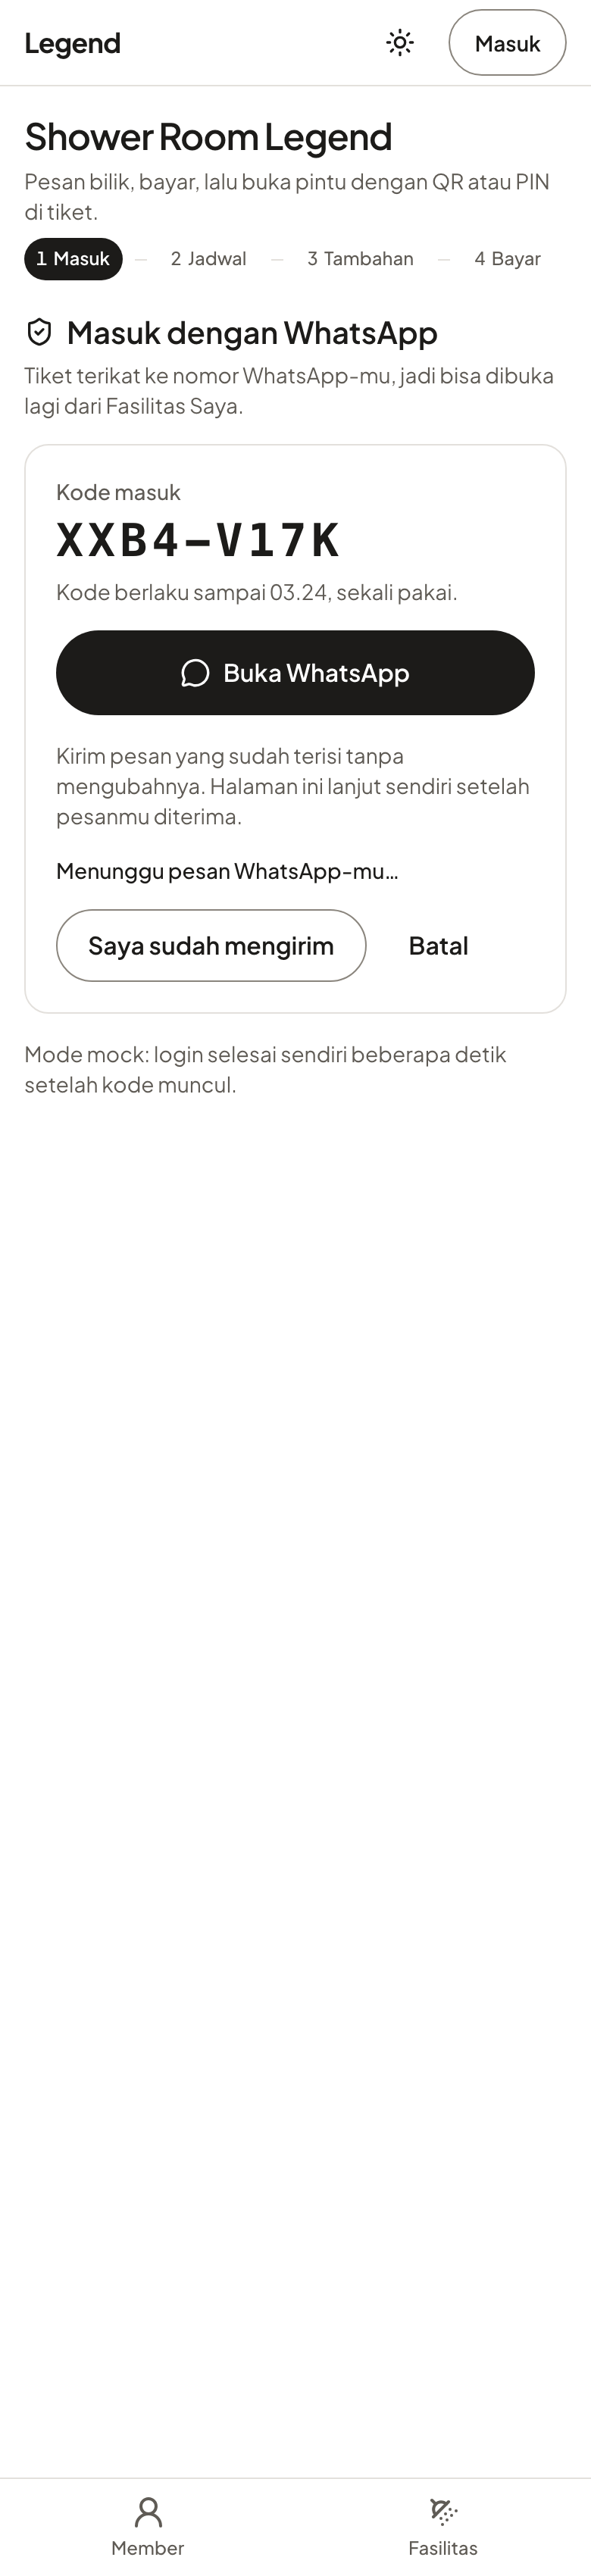 Legend
Masuk
Shower Room Legend
Pesan bilik, bayar, lalu buka pintu dengan QR atau PIN
di tiket.
1 Masuk — 2 Jadwal — 3 Tambahan — 4 Bayar
Masuk dengan WhatsApp
Tiket terikat ke nomor WhatsApp-mu, jadi bisa dibuka
lagi dari Fasilitas Saya.
Kode masuk
XXB4–V17K
Kode berlaku sampai 03.24, sekali pakai.
Buka WhatsApp
Kirim pesan yang sudah terisi tanpa
mengubahnya. Halaman ini lanjut sendiri setelah
pesanmu diterima.
Menunggu pesan WhatsApp-mu…
Saya sudah mengirim
Batal
Mode mock: login selesai sendiri beberapa detik
setelah kode muncul.
Member
Fasilitas